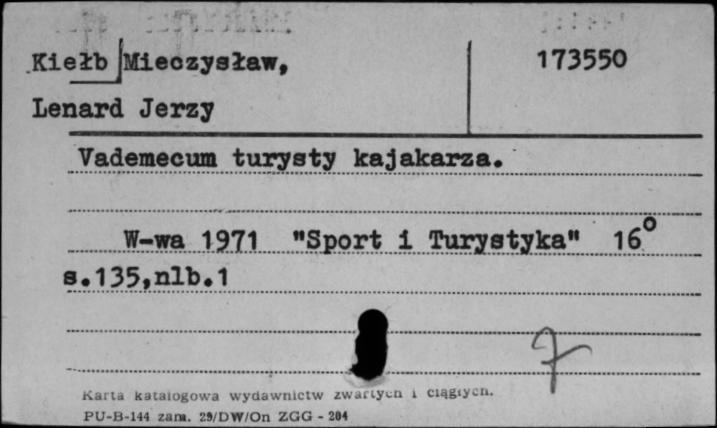 Kiełb Mieczysław, 173550
Lenard Jerzy
Vademecum turysty kajakarza.
W-wa 1971 "Sport i Turystyka" 16°
s.135,nlb.1
7
Karta katalogowa wydawnictw zwartych i ciągłych.
PU-B-144 zam. 29/DW/On ZGG - 204